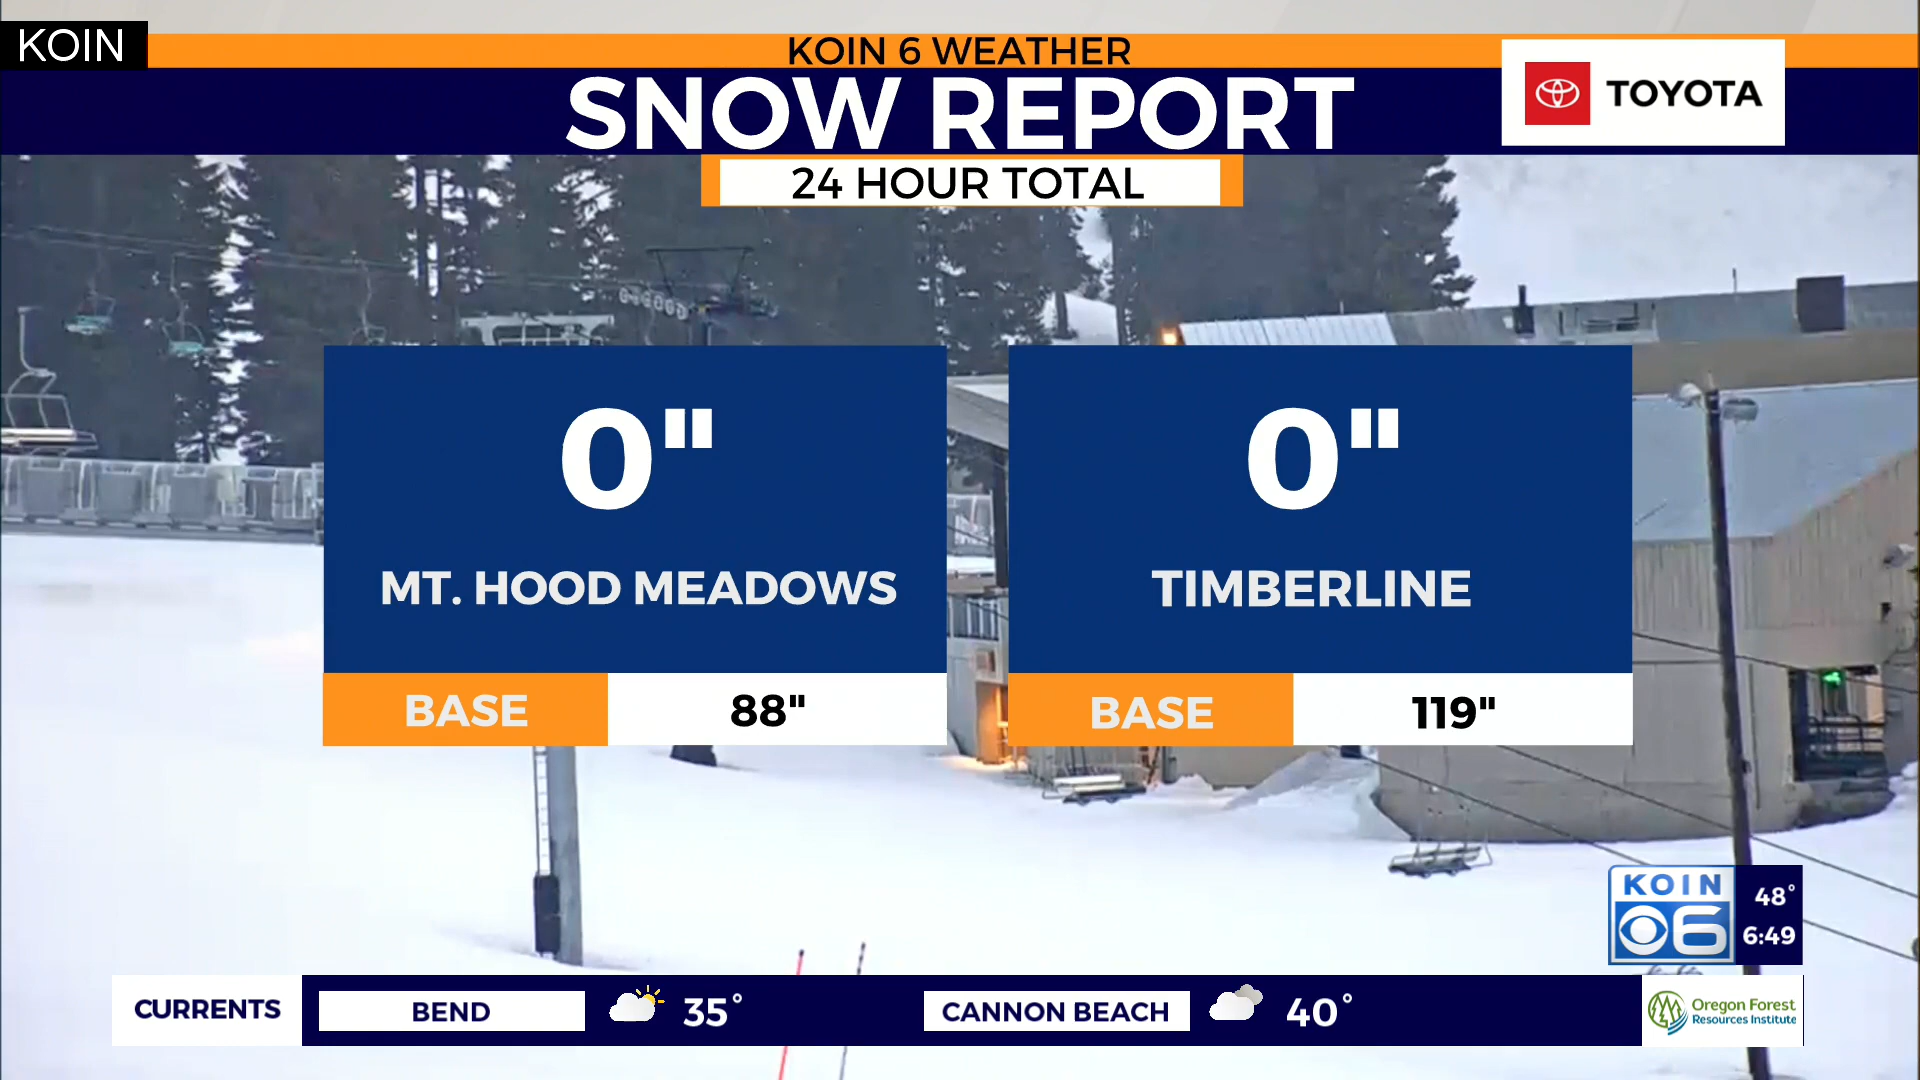 KOIN
KOIN 6 WEATHER
SNOW REPORT
TOYOTA
24 HOUR TOTAL
0"
MT. HOOD MEADOWS
BASE 88"
0"
TIMBERLINE
BASE 119"
KOIN 6
48°
6:49
CURRENTS BEND 35° CANNON BEACH 40°
Oregon Forest
Resources Institute